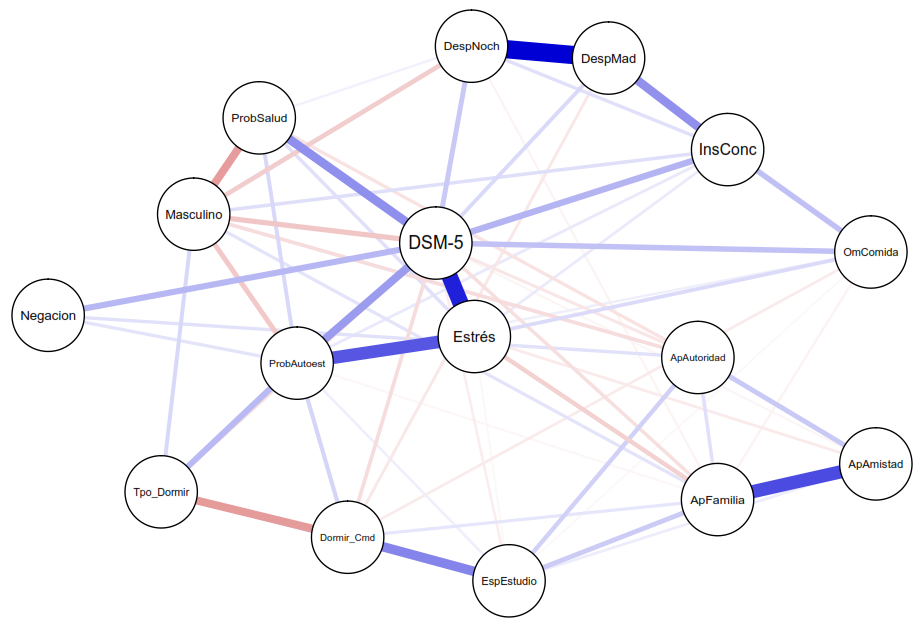 DespNoch
DespMad
ProbSalud
InsConc
Masculino
DSM-5
OmComida
Negacion
Estrés
ProbAutoest
ApAutoridad
ApAmistad
Tpo_Dormir
ApFamilia
Dormir_Cmd
EspEstudio